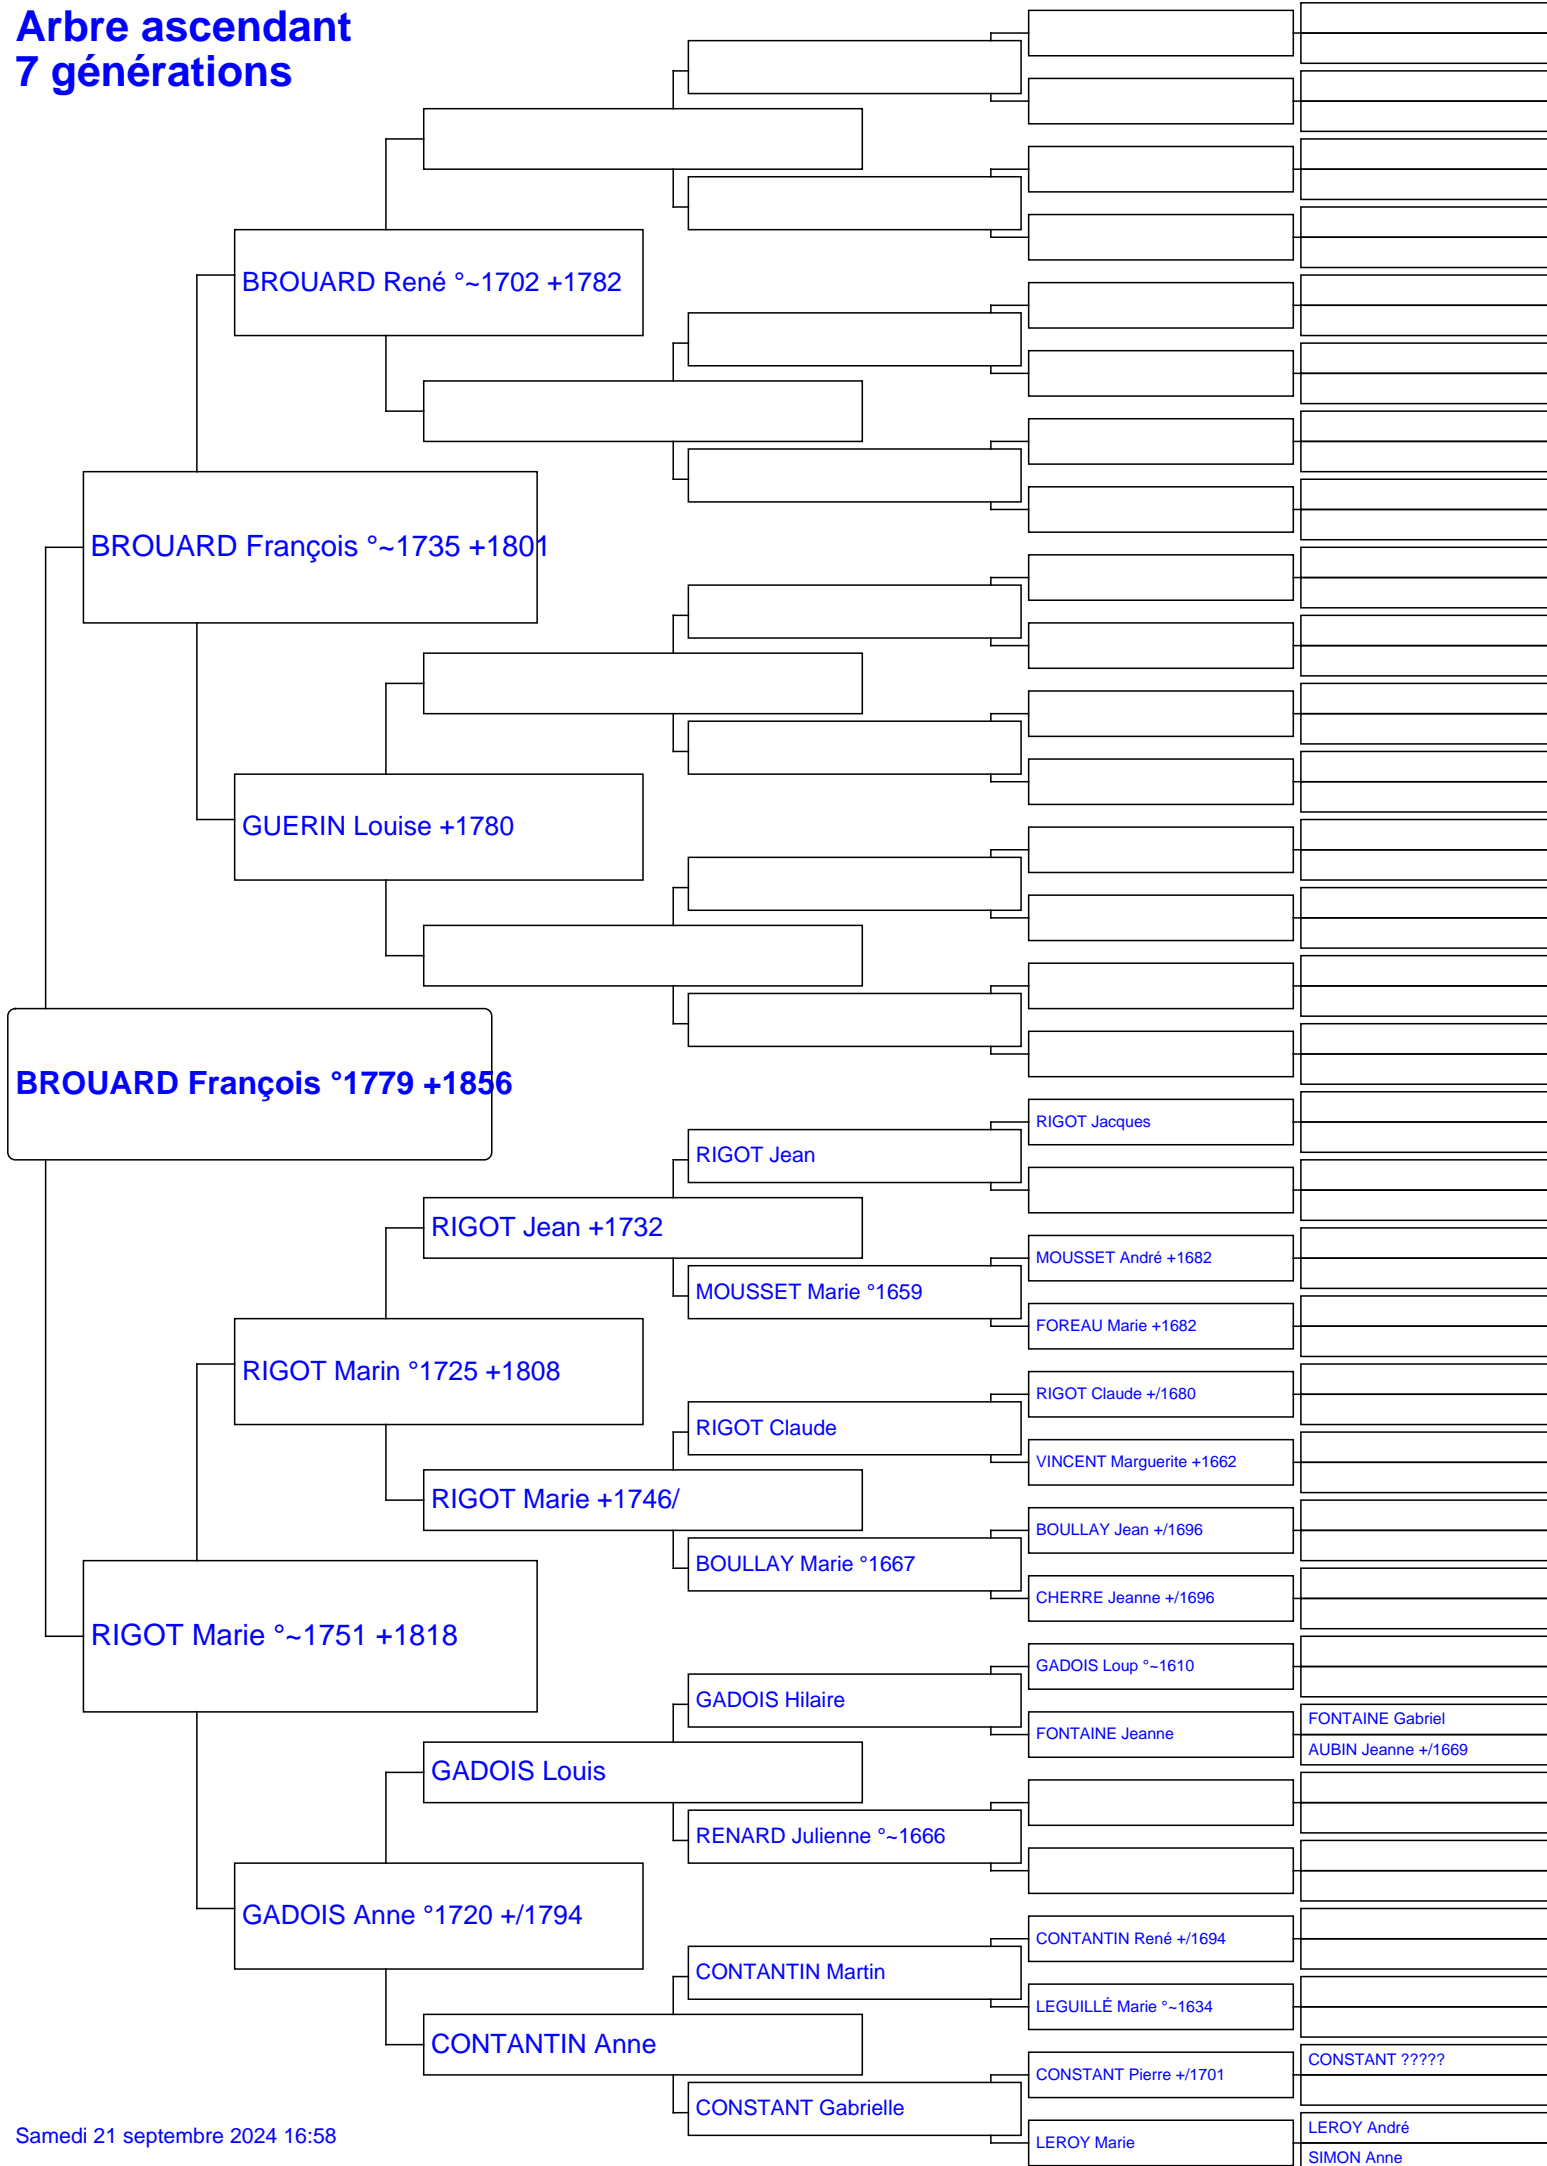 Arbre ascendant
7 générations
BROUARD René °~1702 +1782
BROUARD François °~1735 +1801
GUERIN Louise +1780
BROUARD François °1779 +1856
RIGOT Jacques
RIGOT Jean
RIGOT Jean +1732
MOUSSET André +1682
MOUSSET Marie °1659
FOREAU Marie +1682
RIGOT Marin °1725 +1808
RIGOT Claude +/1680
RIGOT Claude
VINCENT Marguerite +1662
RIGOT Marie +1746/
BOULLAY Jean +/1696
BOULLAY Marie °1667
CHERRE Jeanne +/1696
RIGOT Marie °~1751 +1818
GADOIS Loup °~1610
GADOIS Hilaire
FONTAINE Gabriel
FONTAINE Jeanne
AUBIN Jeanne +/1669
GADOIS Louis
RENARD Julienne °~1666
GADOIS Anne °1720 +/1794
CONTANTIN René +/1694
CONTANTIN Martin
LEGUILLÉ Marie °~1634
CONTANTIN Anne
CONSTANT ?????
CONSTANT Pierre +/1701
CONSTANT Gabrielle
LEROY André
LEROY Marie
SIMON Anne
Samedi 21 septembre 2024 16:58